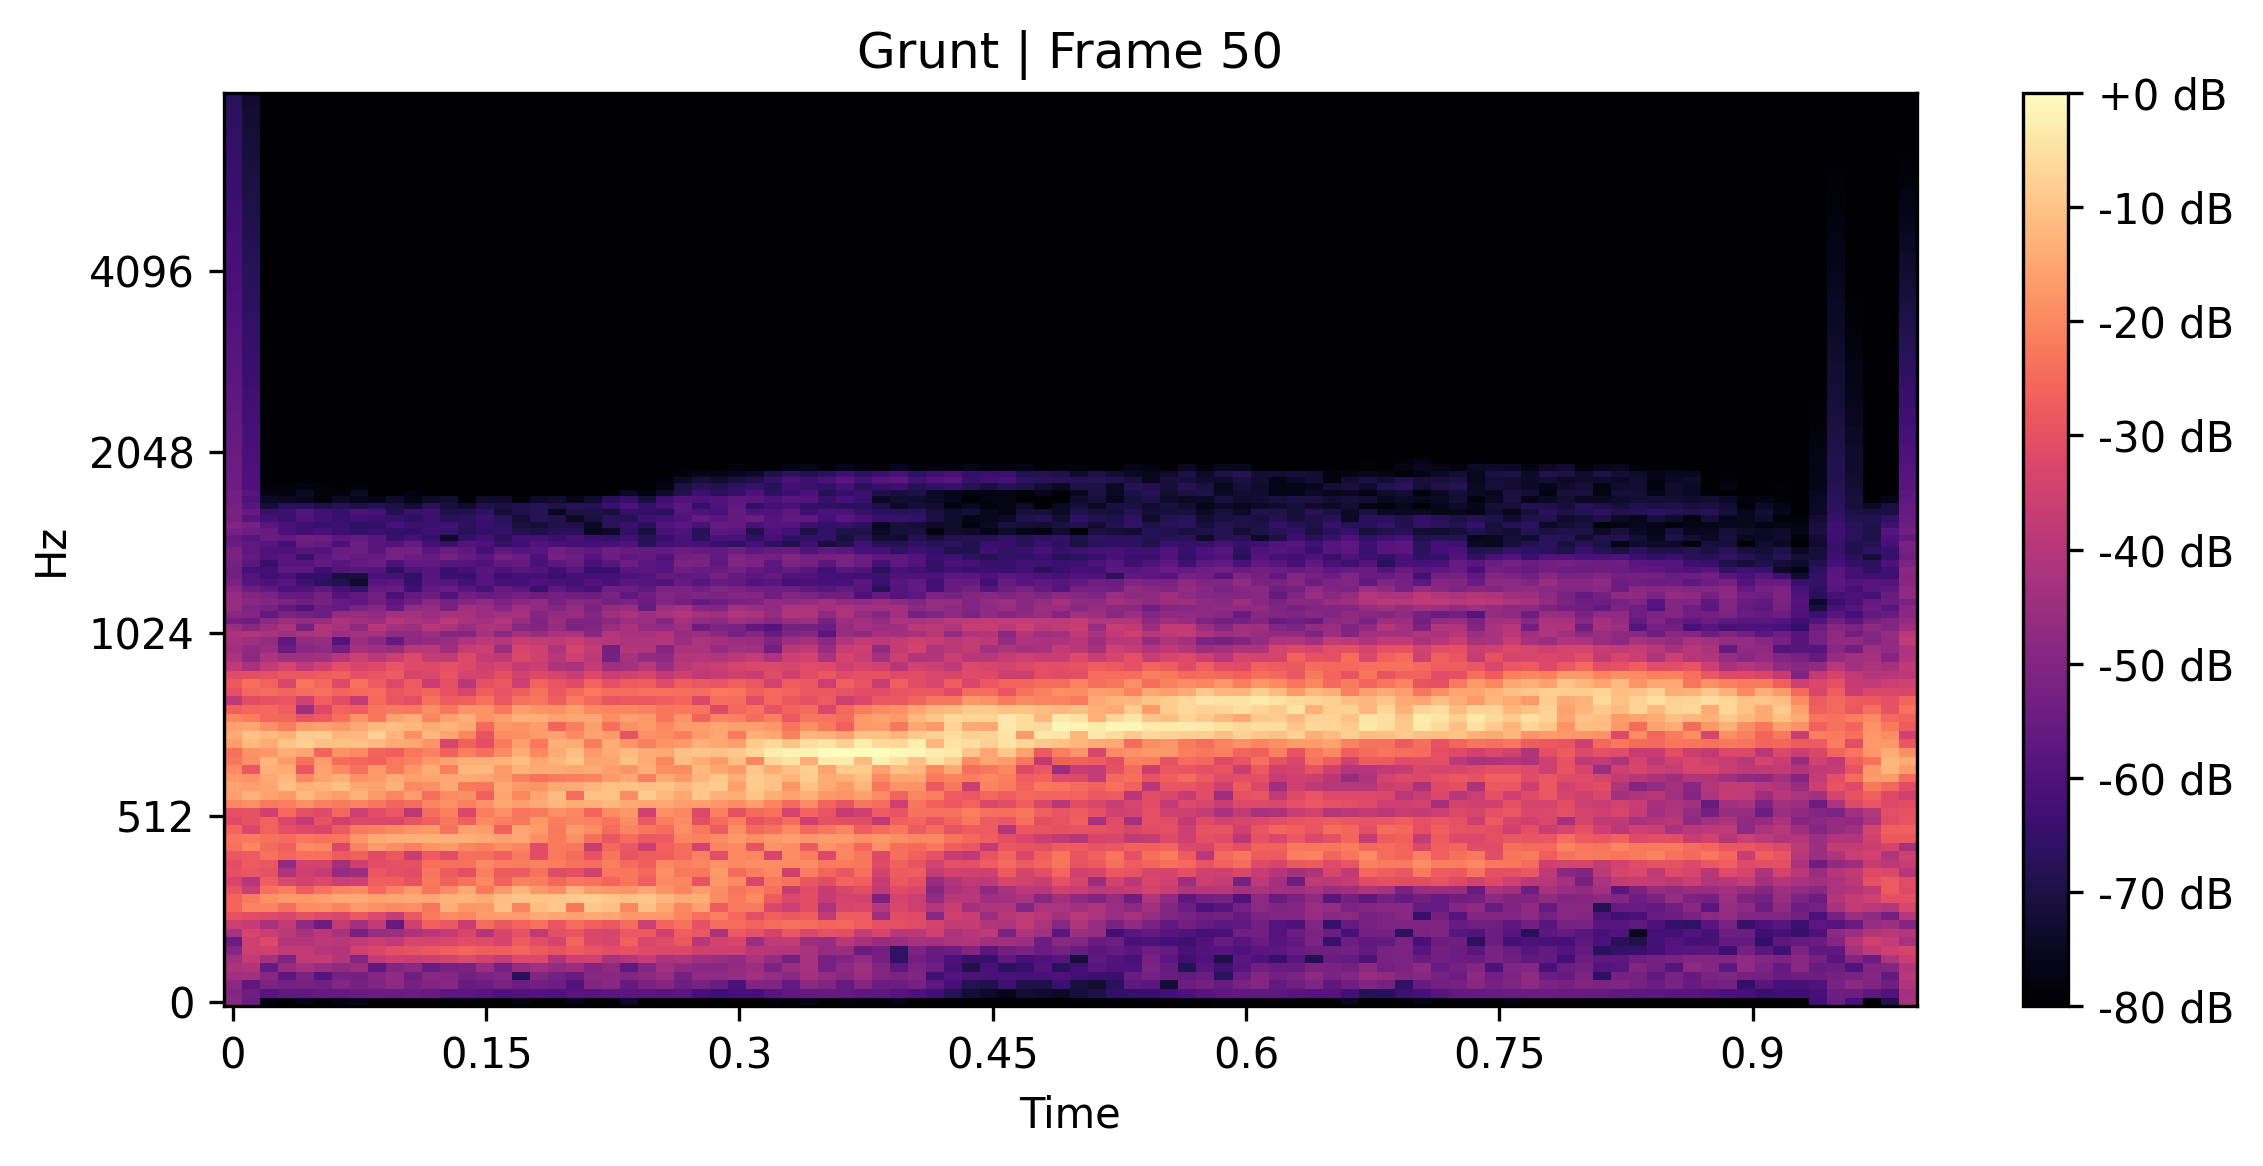 Grunt | Frame 50
Hz
4096
2048
1024
512
0
0 0.15 0.3 0.45 0.6 0.75 0.9
Time
+0 dB
-10 dB
-20 dB
-30 dB
-40 dB
-50 dB
-60 dB
-70 dB
-80 dB